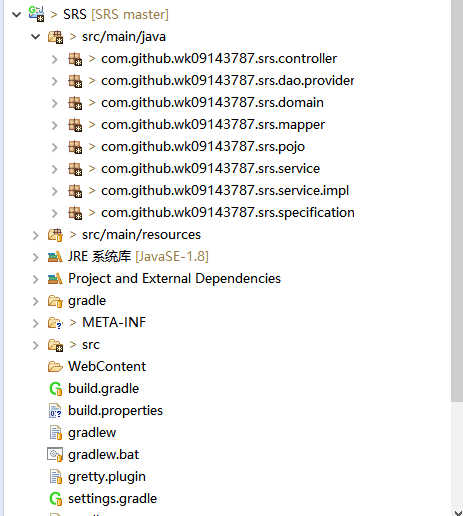 > SRS [SRS master]
> src/main/java
> com.github.wk09143787.srs.controller
> com.github.wk09143787.srs.dao.provider
> com.github.wk09143787.srs.domain
> com.github.wk09143787.srs.mapper
> com.github.wk09143787.srs.pojo
> com.github.wk09143787.srs.service
> com.github.wk09143787.srs.service.impl
> com.github.wk09143787.srs.specification
> src/main/resources
JRE 系统库 [JavaSE-1.8]
Project and External Dependencies
gradle
> META-INF
> src
WebContent
build.gradle
build.properties
gradlew
gradlew.bat
gretty.plugin
settings.gradle